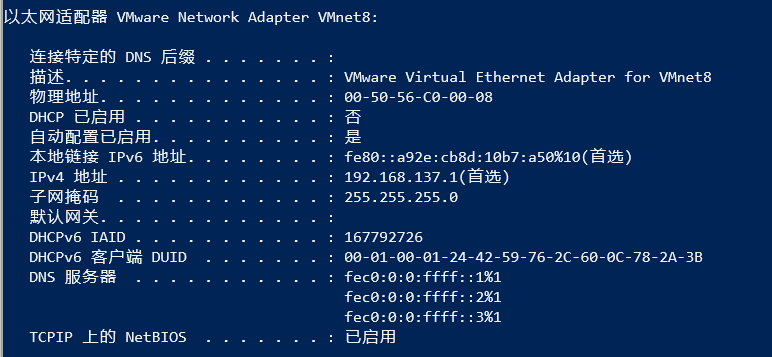 以太网适配器 VMware Network Adapter VMnet8:
连接特定的 DNS 后缀 . . . . . . . :
描述. . . . . . . . . . . . . . . : VMware Virtual Ethernet Adapter for VMnet8
物理地址. . . . . . . . . . . . . : 00-50-56-C0-00-08
DHCP 已启用 . . . . . . . . . . . : 否
自动配置已启用. . . . . . . . . . : 是
本地链接 IPv6 地址. . . . . . . . : fe80::a92e:cb8d:10b7:a50%10(首选)
IPv4 地址 . . . . . . . . . . . . : 192.168.137.1(首选)
子网掩码  . . . . . . . . . . . . : 255.255.255.0
默认网关. . . . . . . . . . . . . :
DHCPv6 IAID . . . . . . . . . . . : 167792726
DHCPv6 客户端 DUID  . . . . . . . : 00-01-00-01-24-42-59-76-2C-60-0C-78-2A-3B
DNS 服务器  . . . . . . . . . . . : fec0:0:0:ffff::1%1
fec0:0:0:ffff::2%1
fec0:0:0:ffff::3%1
TCPIP 上的 NetBIOS  . . . . . . . : 已启用